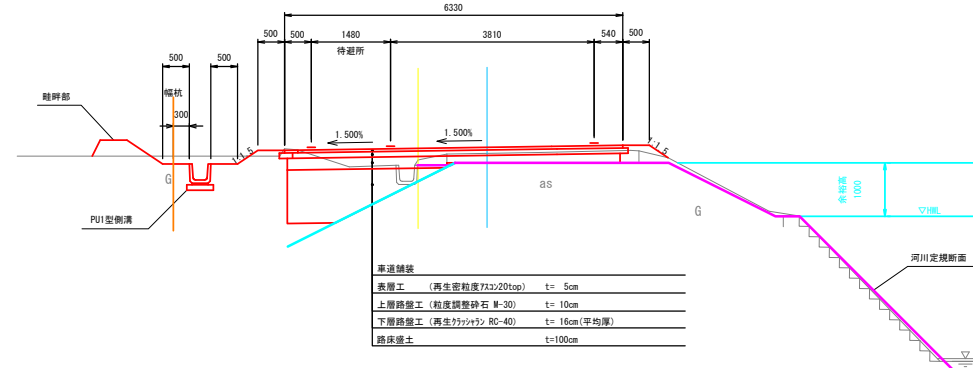 6330
500
500
1480
3810
540
500
待避所
500
500
幅杭
300
畦畔部
1:1.5
1.500%
1.500%
1:1.5
G
as
G
余裕高
1000
▽HWL
PU1型側溝
河川定規断面
車道舗装
表層工 (再生密粒度アスコン20top) t= 5cm
上層路盤工 (粒度調整砕石 M-30) t= 10cm
下層路盤工 (再生クラッシャラン RC-40) t= 16cm(平均厚)
路床盛土 t=100cm